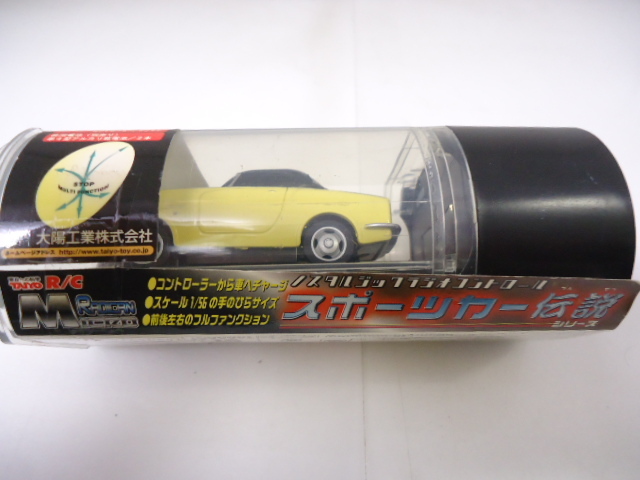 STOP
MULTI FUNCTION
大陽工業株式会社
ホームページアドレス http://www.taiyo-toy.co.jp
TAIYO R/C
M
●コントローラーから車へチャージ
●スケール1/56の手のひらサイズ
●前後左右のフルファンクション
ノスタルジックラジオコントロール
スポーツカー伝説
シリーズ